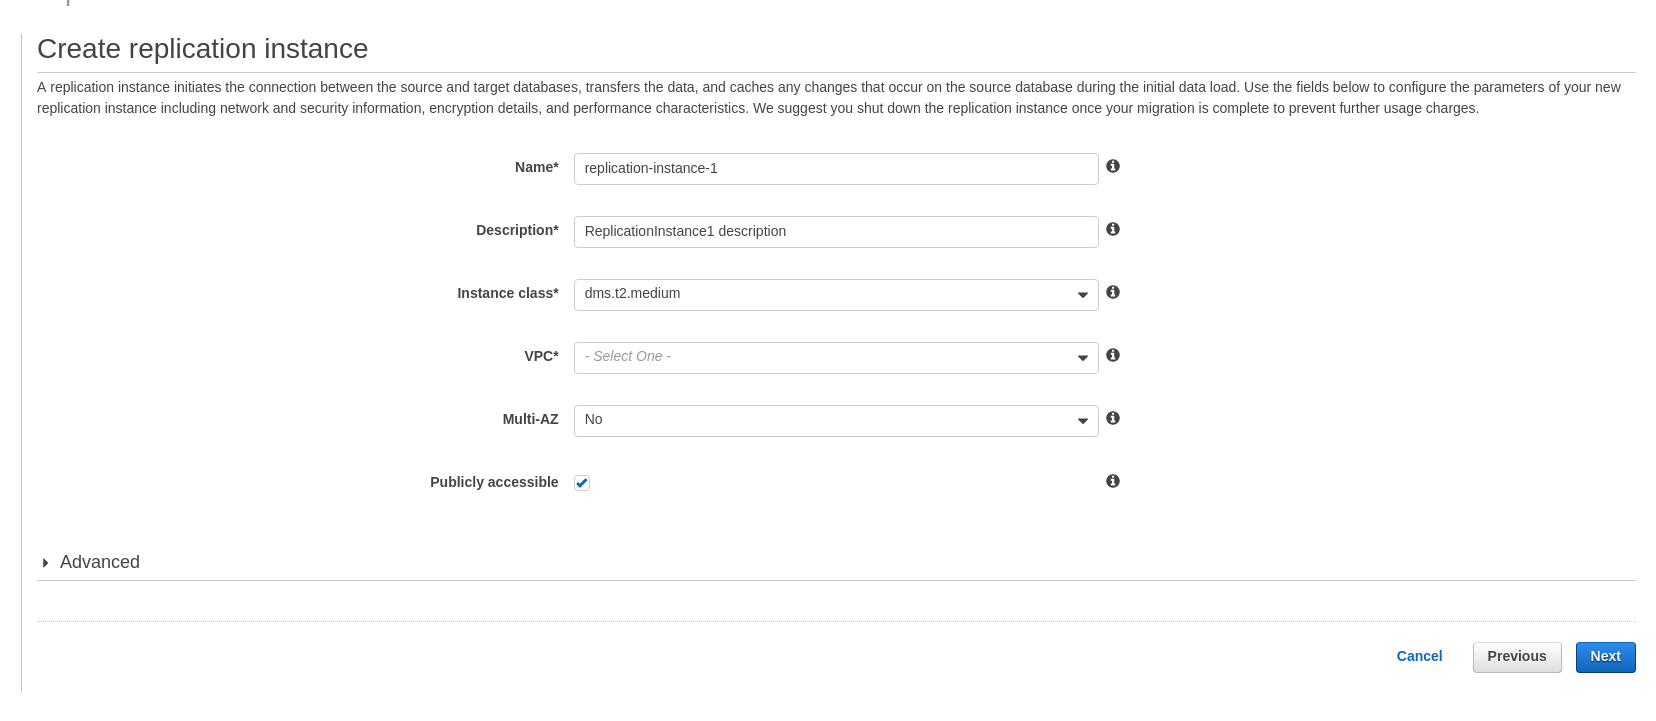 Create replication instance
A replication instance initiates the connection between the source and target databases, transfers the data, and caches any changes that occur on the source database during the initial data load. Use the fields below to configure the parameters of your new
replication instance including network and security information, encryption details, and performance characteristics. We suggest you shut down the replication instance once your migration is complete to prevent further usage charges.
Name* replication-instance-1
Description* ReplicationInstance1 description
Instance class* dms.t2.medium
VPC* - Select One -
Multi-AZ No
Publicly accessible
Advanced
Cancel Previous Next